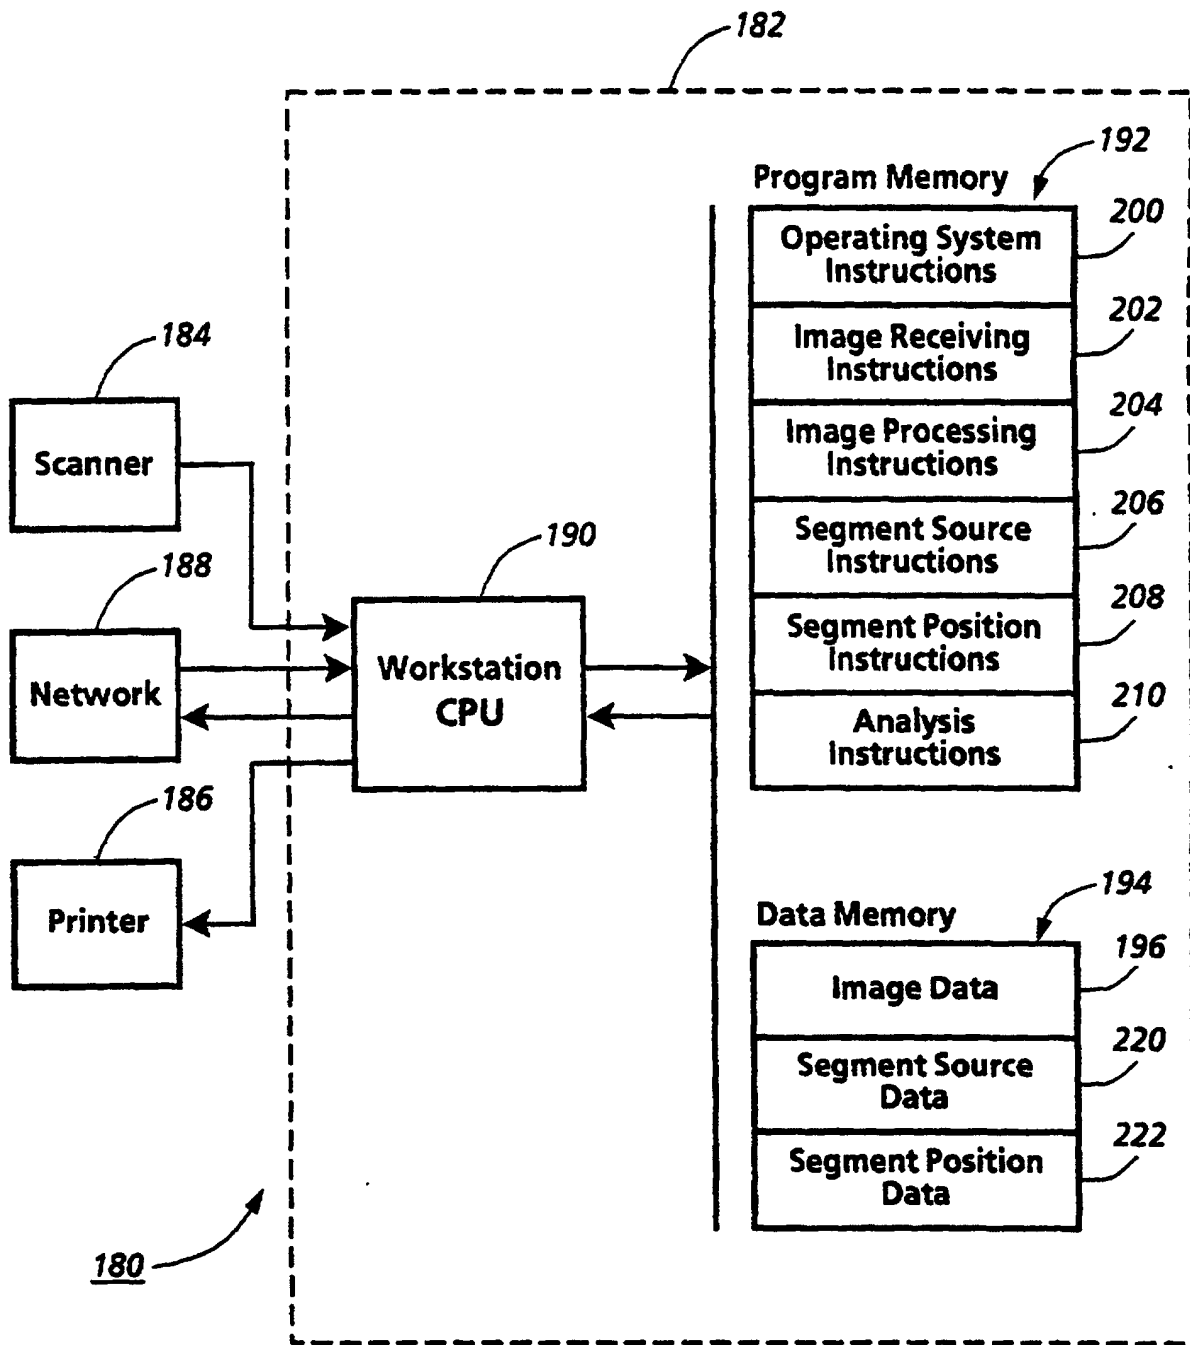 182
192
Program Memory
200
Operating System
Instructions
202
Image Receiving
Instructions
184
204
Scanner
Image Processing
Instructions
206
Segment Source
Instructions
190
188
208
Network
Workstation
CPU
Segment Position
Instructions
210
Analysis
Instructions
186
Printer
194
Data Memory
196
Image Data
220
Segment Source
Data
222
Segment Position
Data
180